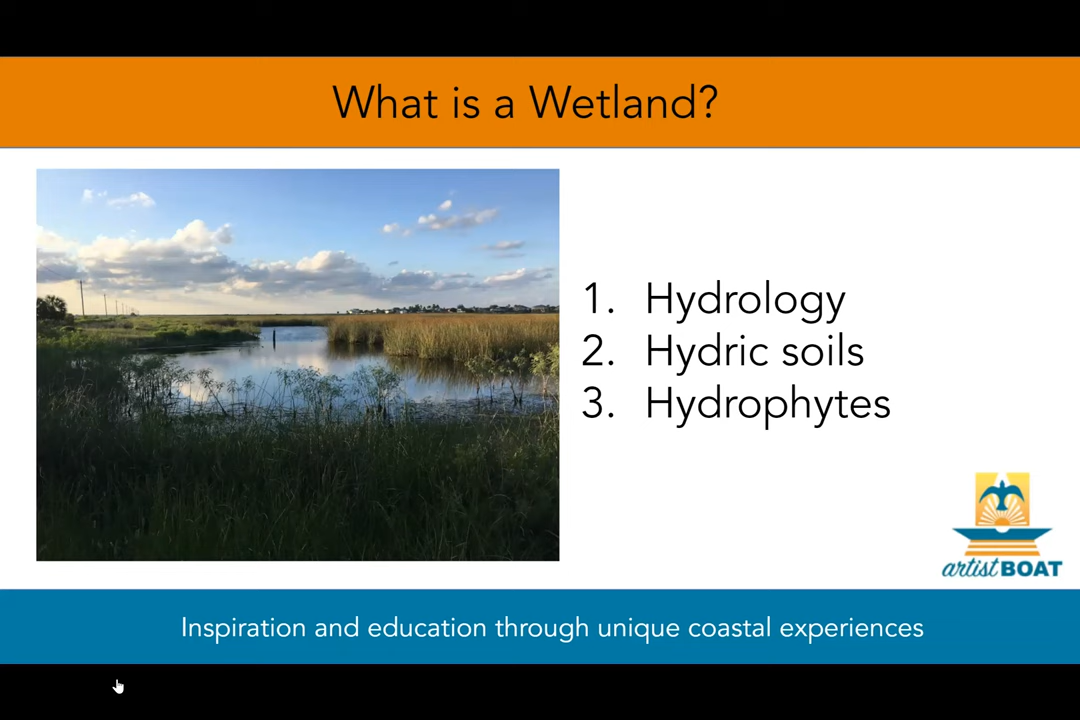 What is a Wetland?
1. Hydrology
2. Hydric soils
3. Hydrophytes
artist BOAT
Inspiration and education through unique coastal experiences